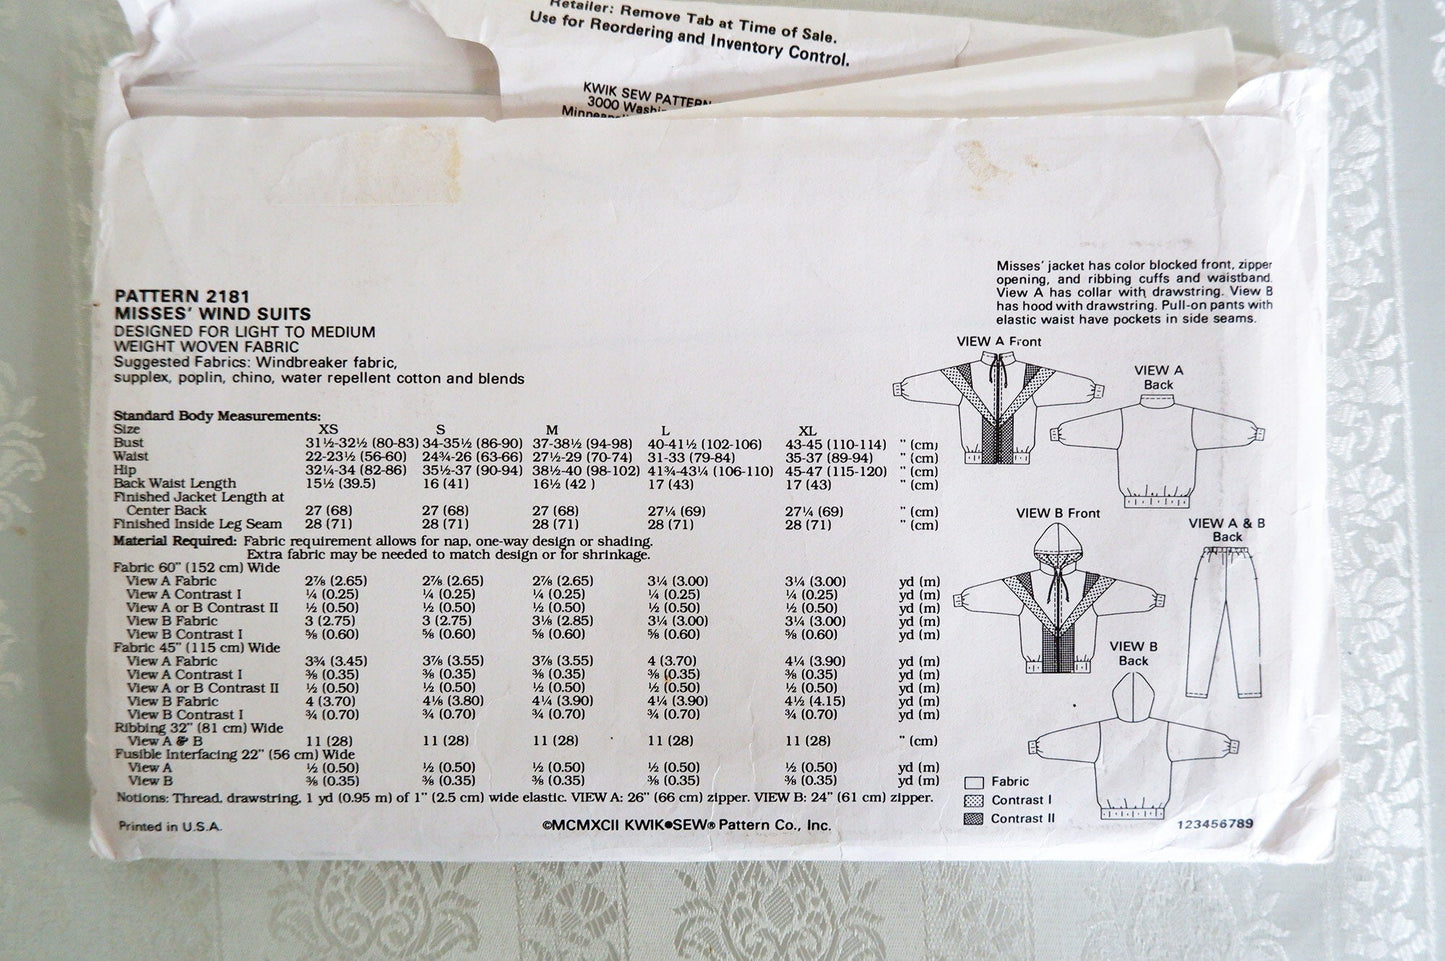 Retailer: Remove Tab at Time of Sale.
Use for Reordering and Inventory Control.
KWIK SEW PATTERN
3000
PATTERN 2181
MISSES' WIND SUITS
DESIGNED FOR LIGHT TO MEDIUM
WEIGHT WOVEN FABRIC
Suggested Fabrics: Windbreaker fabric,
supplex, poplin, chino, water repellent cotton and blends
Misses' jacket has color blocked front, zipper
opening, and ribbing cuffs and waistband.
View A has collar with drawstring. View B
has hood with drawstring. Pull-on pants with
elastic waist have pockets in side seams.
Standard Body Measurements:
Size XS S M L XL
Bust 31½-32½ (80-83) 34-35½ (86-90) 37-38½ (94-98) 40-41½ (102-106) 43-45 (110-114) " (cm)
Waist 22-23½ (56-60) 24¾-26 (63-66) 27½-29 (70-74) 31-33 (79-84) 35-37 (89-94) " (cm)
Hip 32¼-34 (82-86) 35½-37 (90-94) 38½-40 (98-102) 41¾-43¼ (106-110) 45-47 (115-120) " (cm)
Back Waist Length 15½ (39.5) 16 (41) 16½ (42 ) 17 (43) 17 (43) " (cm)
Finished Jacket Length at
Center Back 27 (68) 27 (68) 27 (68) 27¼ (69) 27¼ (69) " (cm)
Finished Inside Leg Seam 28 (71) 28 (71) 28 (71) 28 (71) 28 (71) " (cm)
Material Required: Fabric requirement allows for nap, one-way design or shading.
Extra fabric may be needed to match design or for shrinkage.
Fabric 60" (152 cm) Wide
View A Fabric 2⅞ (2.65) 2⅞ (2.65) 2⅞ (2.65) 3¼ (3.00) 3¼ (3.00) yd (m)
View A Contrast I ¼ (0.25) ¼ (0.25) ¼ (0.25) ¼ (0.25) ¼ (0.25) yd (m)
View A or B Contrast II ½ (0.50) ½ (0.50) ½ (0.50) ½ (0.50) ½ (0.50) yd (m)
View B Fabric 3 (2.75) 3 (2.75) 3⅛ (2.85) 3¼ (3.00) 3¼ (3.00) yd (m)
View B Contrast I ⅝ (0.60) ⅝ (0.60) ⅝ (0.60) ⅝ (0.60) ⅝ (0.60) yd (m)
Fabric 45" (115 cm) Wide
View A Fabric 3¾ (3.45) 3⅞ (3.55) 3⅞ (3.55) 4 (3.70) 4¼ (3.90) yd (m)
View A Contrast I ⅜ (0.35) ⅜ (0.35) ⅜ (0.35) ⅜ (0.35) ⅜ (0.35) yd (m)
View A or B Contrast II ½ (0.50) ½ (0.50) ½ (0.50) ½ (0.50) ½ (0.50) yd (m)
View B Fabric 4 (3.70) 4⅛ (3.80) 4¼ (3.90) 4¼ (3.90) 4½ (4.15) yd (m)
View B Contrast I ¾ (0.70) ¾ (0.70) ¾ (0.70) ¾ (0.70) ¾ (0.70) yd (m)
Ribbing 32" (81 cm) Wide
View A & B 11 (28) 11 (28) 11 (28) 11 (28) 11 (28) " (cm)
Fusible Interfacing 22" (56 cm) Wide
View A ½ (0.50) ½ (0.50) ½ (0.50) ½ (0.50) ½ (0.50) yd (m)
View B ⅜ (0.35) ⅜ (0.35) ⅜ (0.35) ⅜ (0.35) ⅜ (0.35) yd (m)
Notions: Thread, drawstring, 1 yd (0.95 m) of 1" (2.5 cm) wide elastic. VIEW A: 26" (66 cm) zipper. VIEW B: 24" (61 cm) zipper.
VIEW A Front
VIEW A
Back
VIEW B Front
VIEW A & B
Back
VIEW B
Back
Fabric
Contrast I
Contrast II
Printed in U.S.A.
©MCMXCII KWIK●SEW® Pattern Co., Inc.
123456789